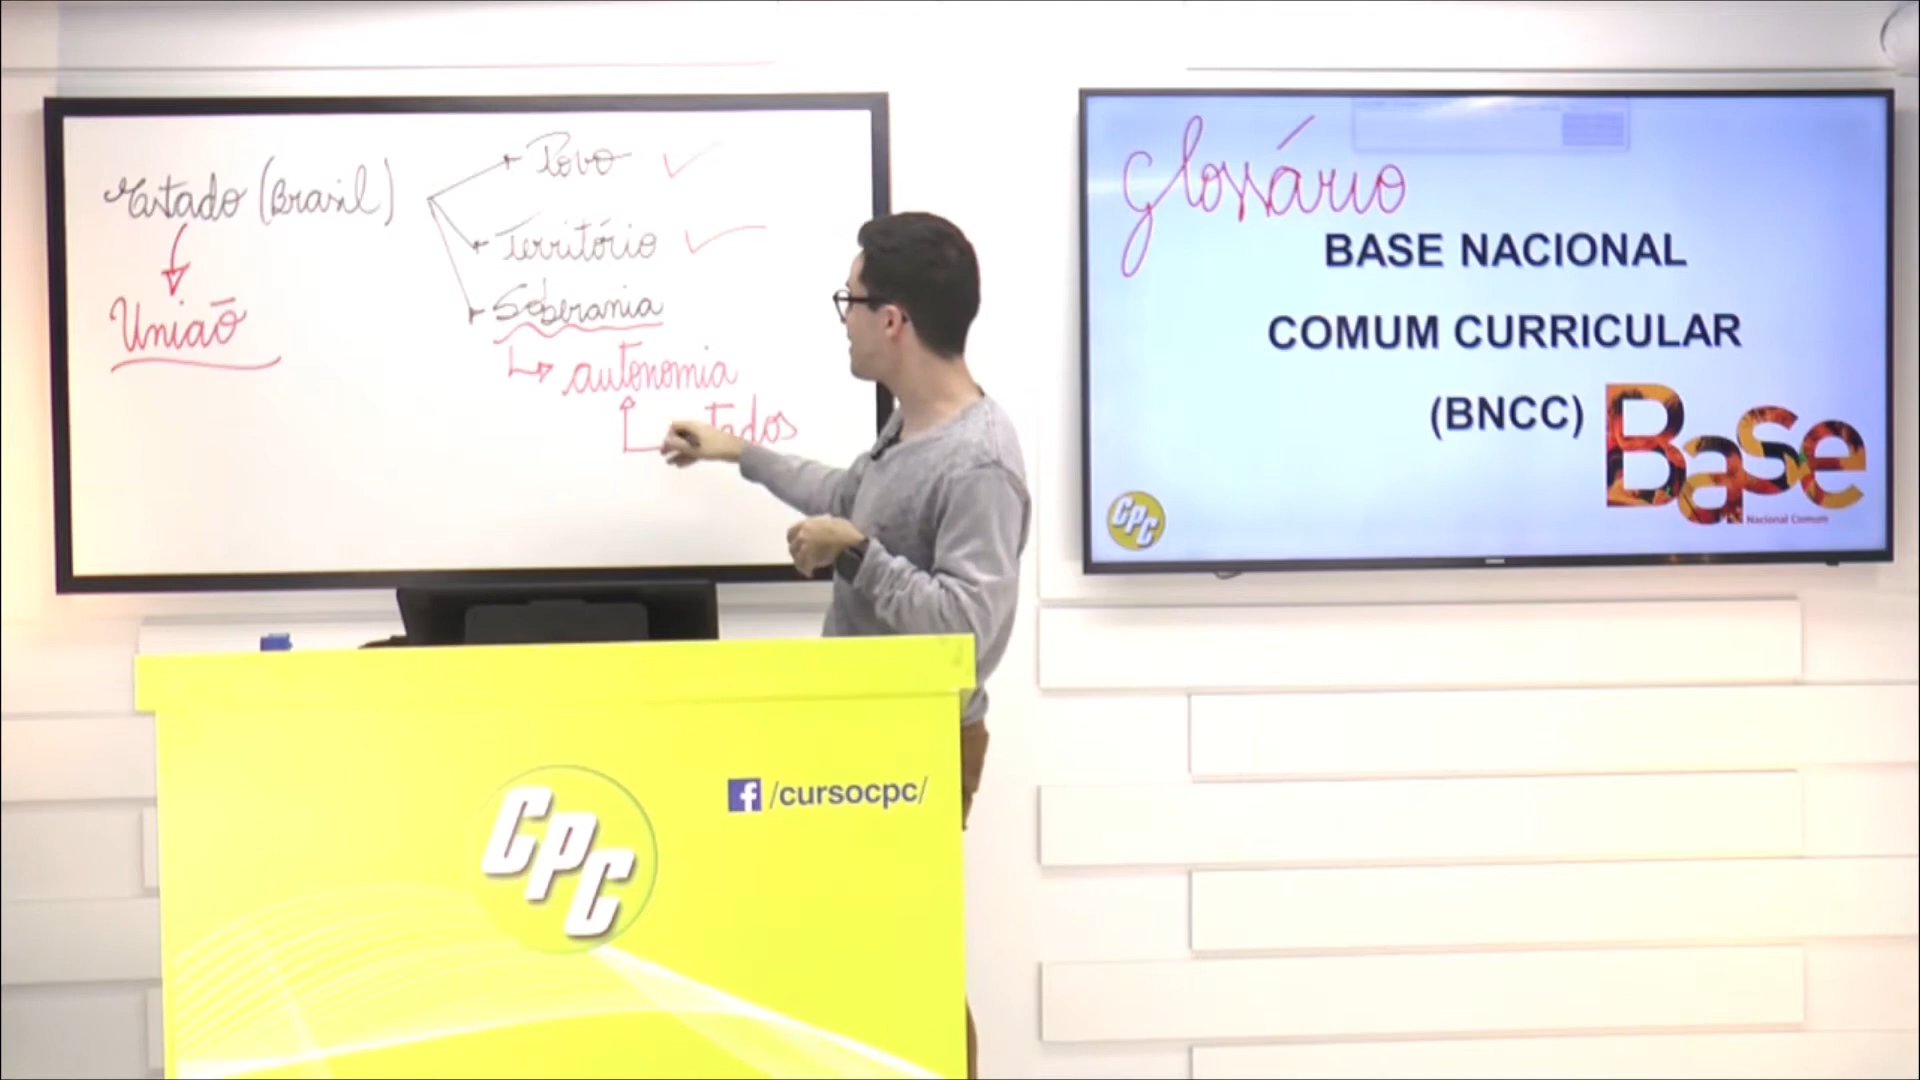 Estado (Brasil)
Povo
Território
Soberania
autonomia
União
glossário
BASE NACIONAL
COMUM CURRICULAR
(BNCC)
Base
Nacional Comum
CPC
/cursocpc/
CPC